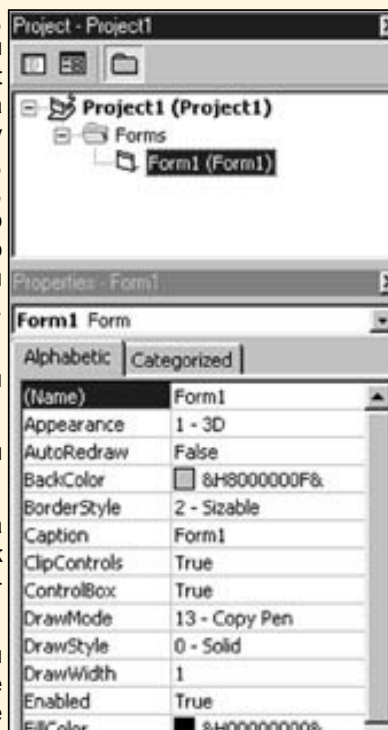 Project - Project1
Project1 (Project1)
Forms
Form1 (Form1)
Properties - Form1
Form1 Form
Alphabetic Categorized
(Name) Form1
Appearance 1 - 3D
AutoRedraw False
BackColor &H8000000F&
BorderStyle 2 - Sizable
Caption Form1
ClipControls True
ControlBox True
DrawMode 13 - Copy Pen
DrawStyle 0 - Solid
DrawWidth 1
Enabled True
FillColor &H00000000&